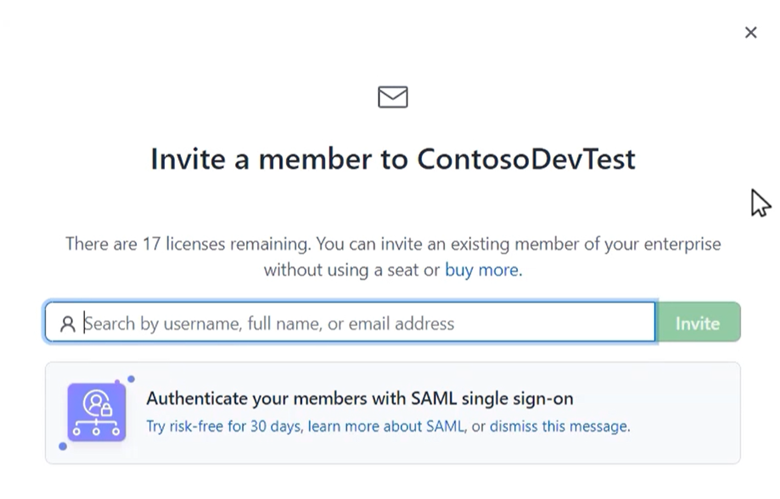 Invite a member to ContosoDevTest
There are 17 licenses remaining. You can invite an existing member of your enterprise
without using a seat or buy more.
Search by username, full name, or email address
Invite
Authenticate your members with SAML single sign-on
Try risk-free for 30 days, learn more about SAML, or dismiss this message.